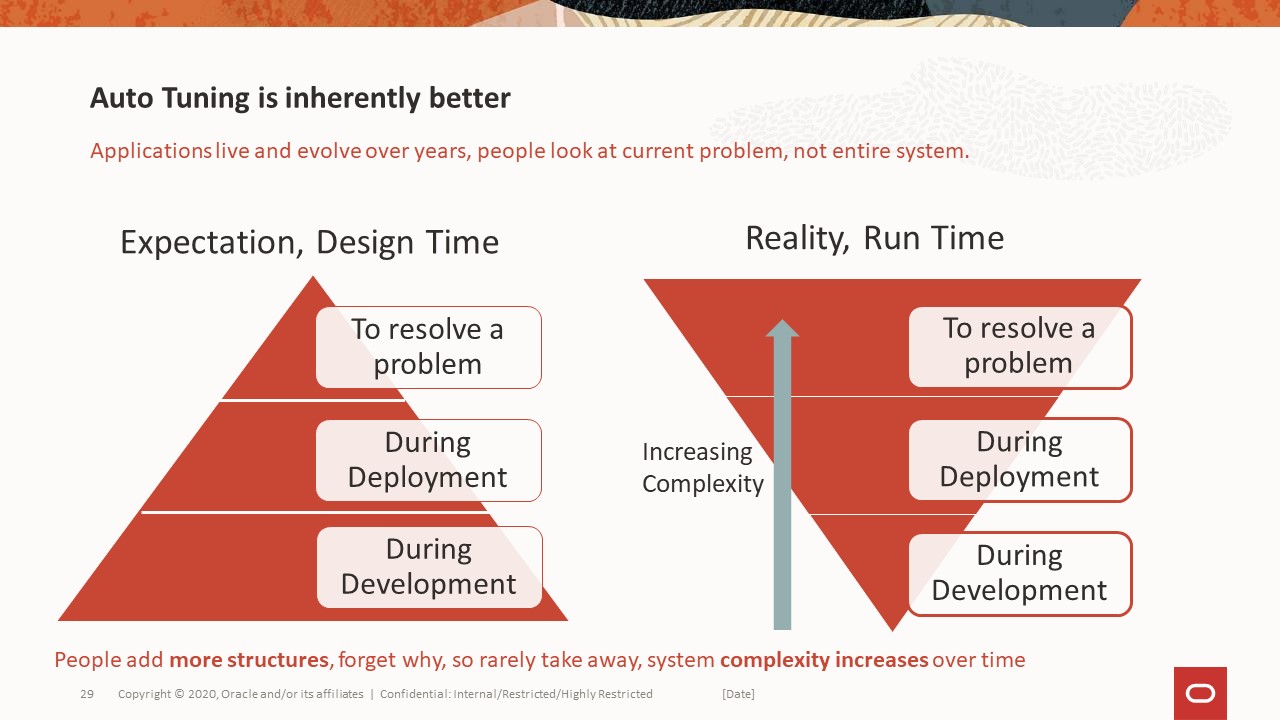 Auto Tuning is inherently better
Applications live and evolve over years, people look at current problem, not entire system.
Expectation, Design Time
To resolve a
problem
During
Deployment
During
Development
Reality, Run Time
To resolve a
problem
During
Deployment
During
Development
Increasing
Complexity
People add more structures, forget why, so rarely take away, system complexity increases over time
29 Copyright © 2020, Oracle and/or its affiliates | Confidential: Internal/Restricted/Highly Restricted [Date]